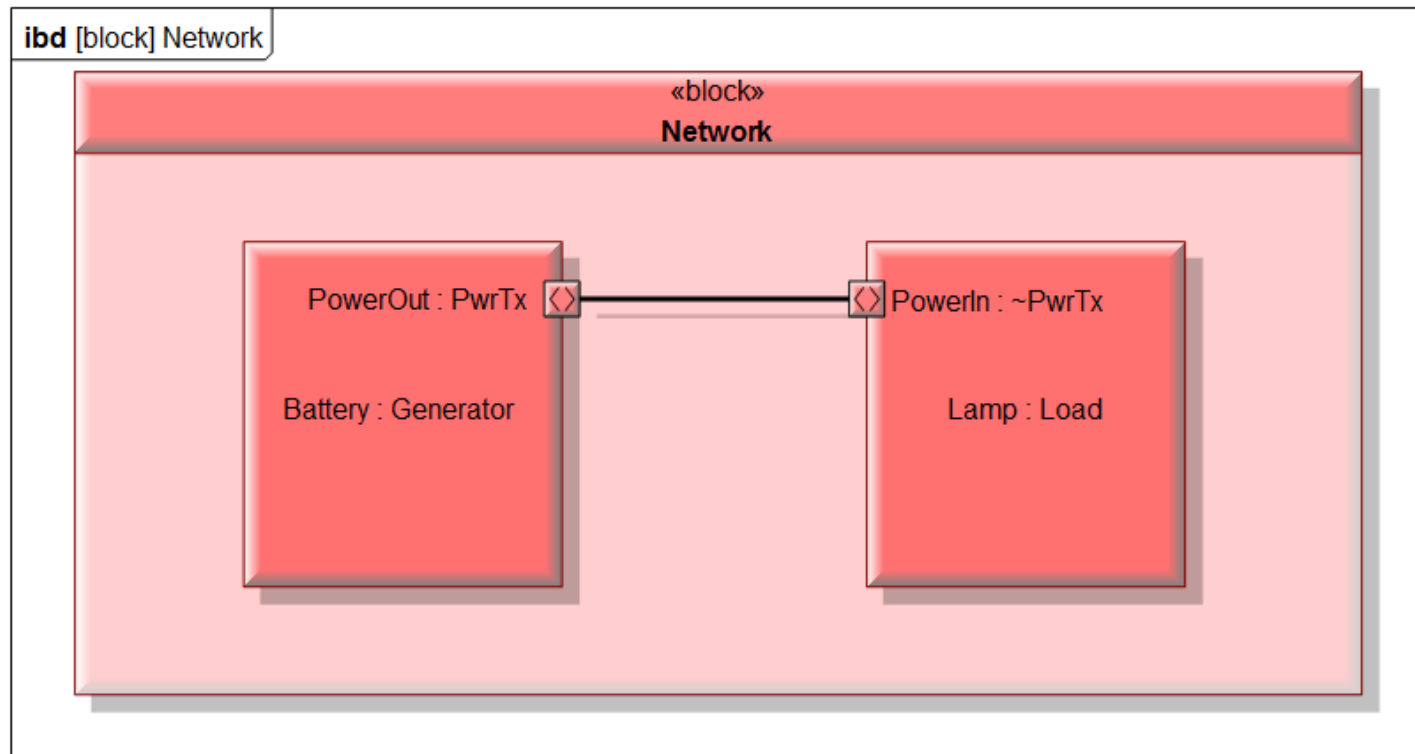 ibd [block] Network
«block»
Network
PowerOut : PwrTx
PowerIn : ~PwrTx
Battery : Generator
Lamp : Load